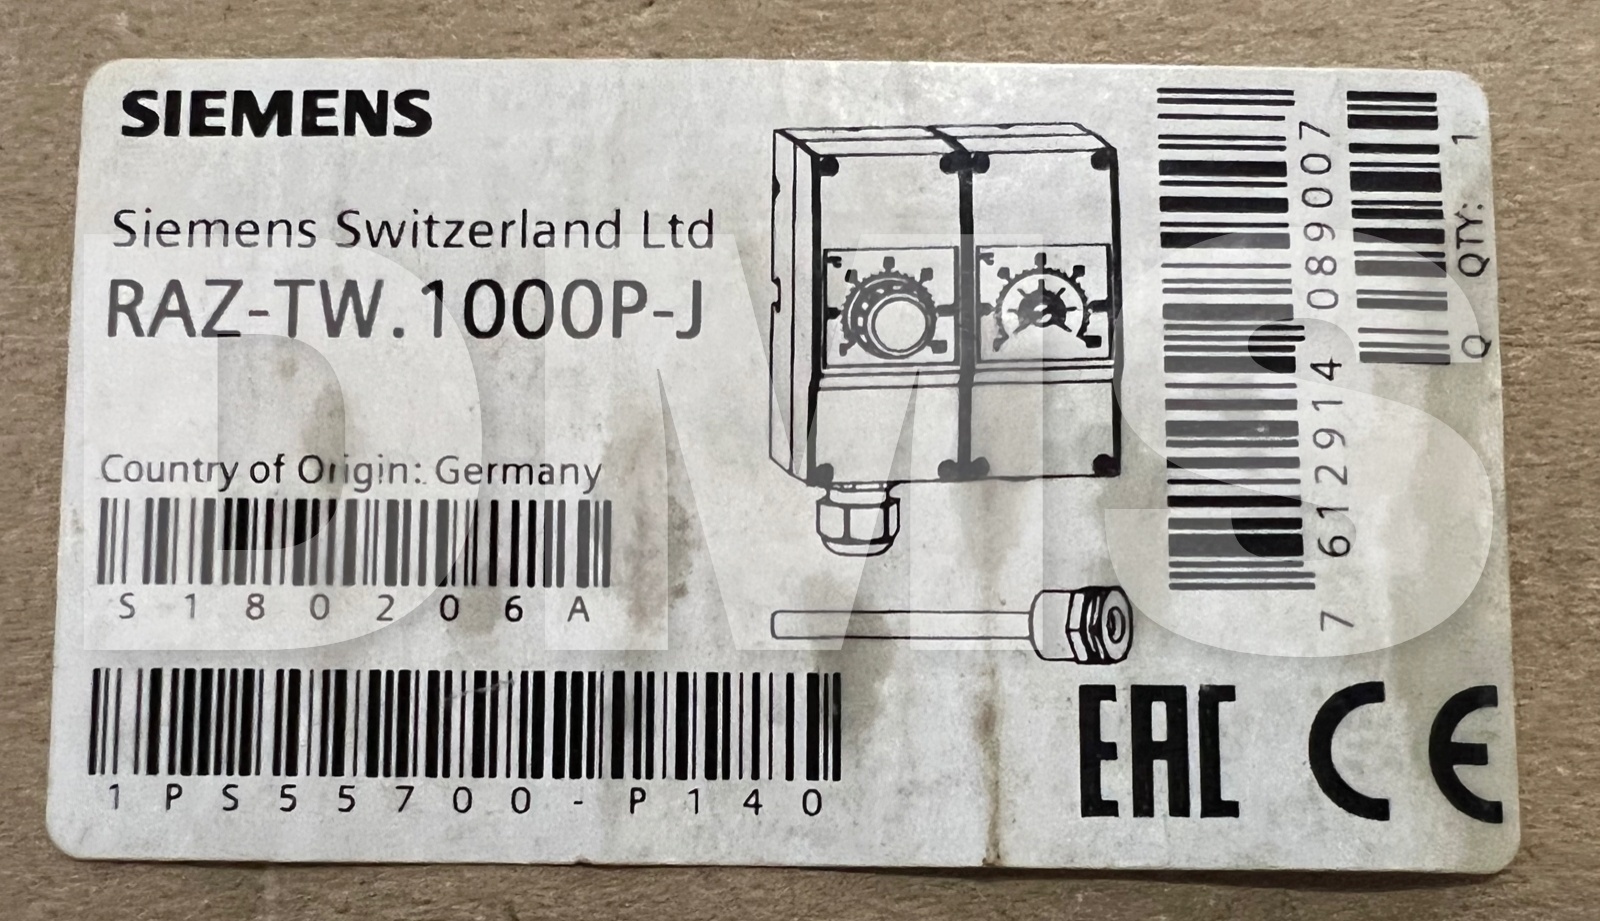 SIEMENS
Siemens Switzerland Ltd
RAZ-TW.1000P-J
Country of Origin: Germany
S180206A
1PS55700-P140
7 612914 089007
Q QTY: 1
EAC CE
DMS